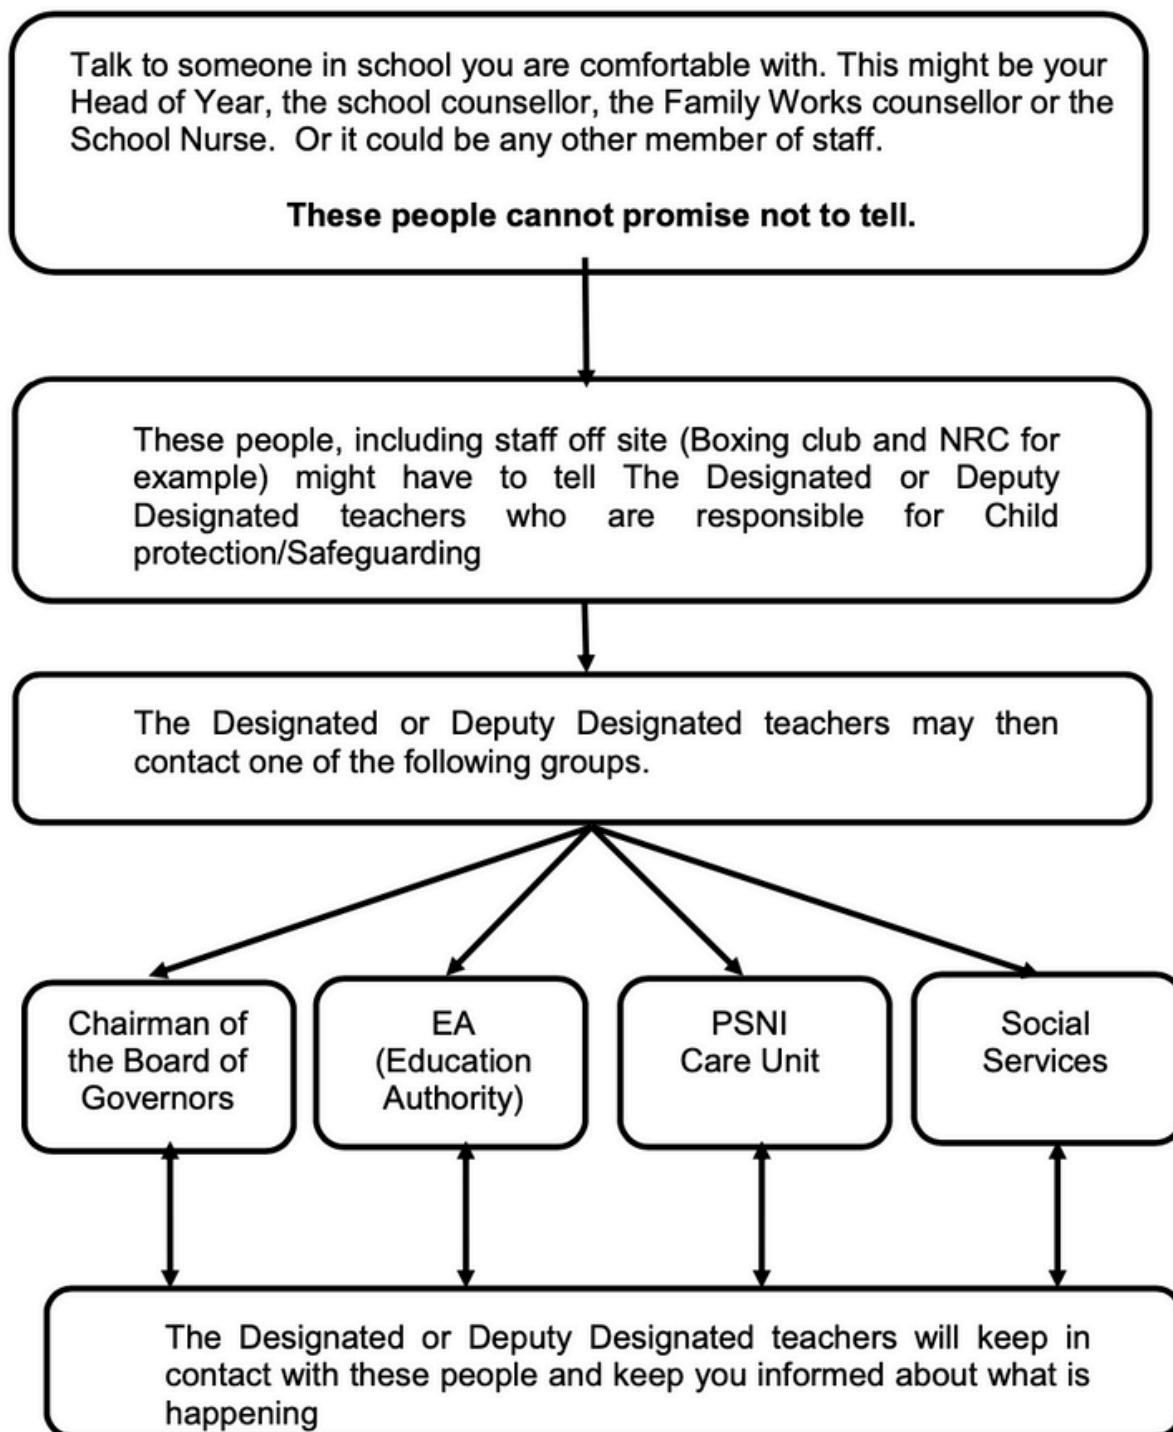 Talk to someone in school you are comfortable with. This might be your
Head of Year, the school counsellor, the Family Works counsellor or the
School Nurse.  Or it could be any other member of staff.
These people cannot promise not to tell.
These people, including staff off site (Boxing club and NRC for
example) might have to tell The Designated or Deputy
Designated teachers who are responsible for Child
protection/Safeguarding
The Designated or Deputy Designated teachers may then
contact one of the following groups.
Chairman of
the Board of
Governors
EA
(Education
Authority)
PSNI
Care Unit
Social
Services
The Designated or Deputy Designated teachers will keep in
contact with these people and keep you informed about what is
happening